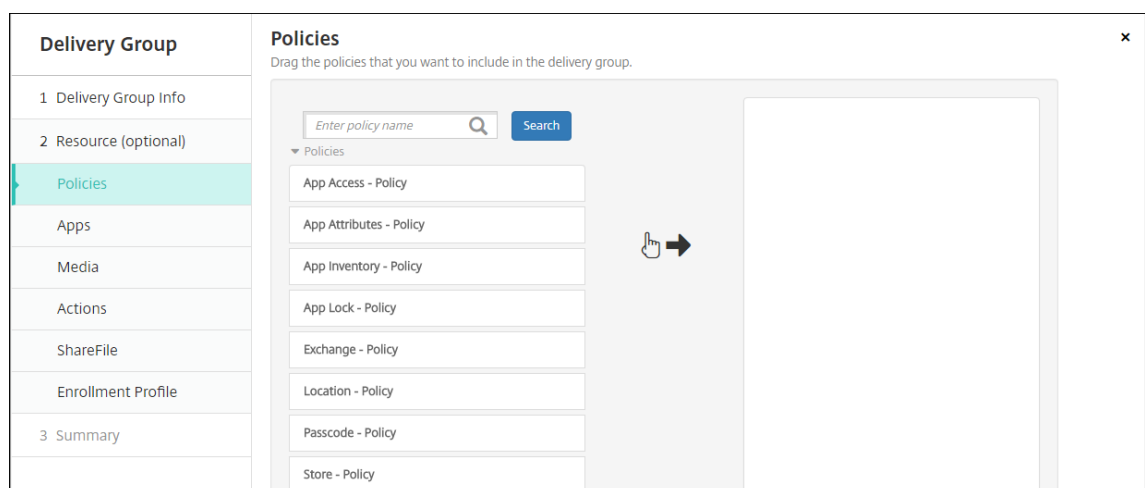 Delivery Group
1 Delivery Group Info
2 Resource (optional)
Policies
Apps
Media
Actions
ShareFile
Enrollment Profile
3 Summary
Policies
Drag the policies that you want to include in the delivery group.
Enter policy name
Search
Policies
App Access - Policy
App Attributes - Policy
App Inventory - Policy
App Lock - Policy
Exchange - Policy
Location - Policy
Passcode - Policy
Store - Policy